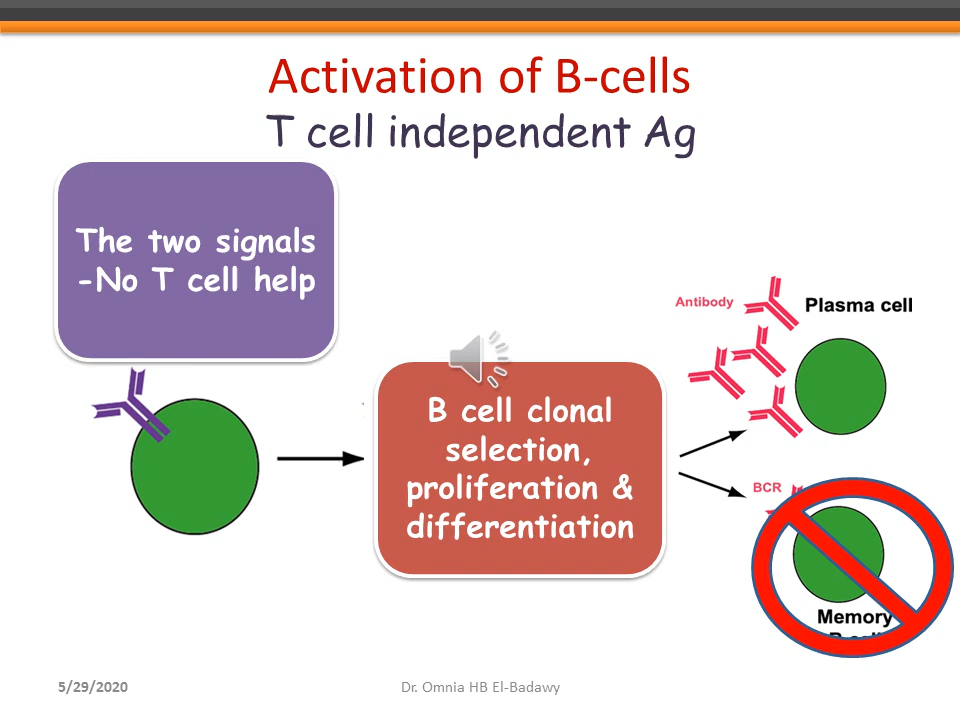 Activation of B-cells
T cell independent Ag
The two signals
-No T cell help
Antibody
Plasma cell
B cell clonal
selection,
proliferation &
differentiation
BCR
Memory
5/29/2020
Dr. Omnia HB El-Badawy